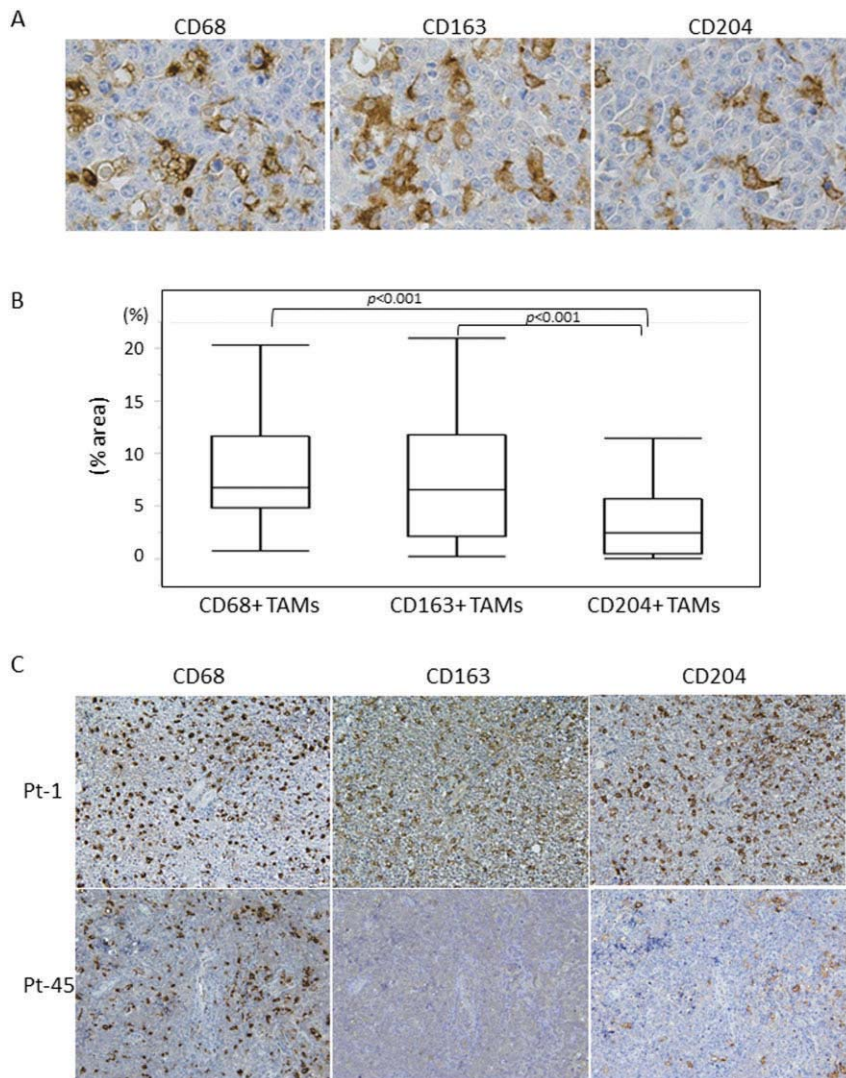 A
CD68 CD163 CD204
B
(%)
p<0.001
p<0.001
20
15
10
5
0
(% area)
CD68+ TAMs CD163+ TAMs CD204+ TAMs
C
CD68 CD163 CD204
Pt-1
Pt-45